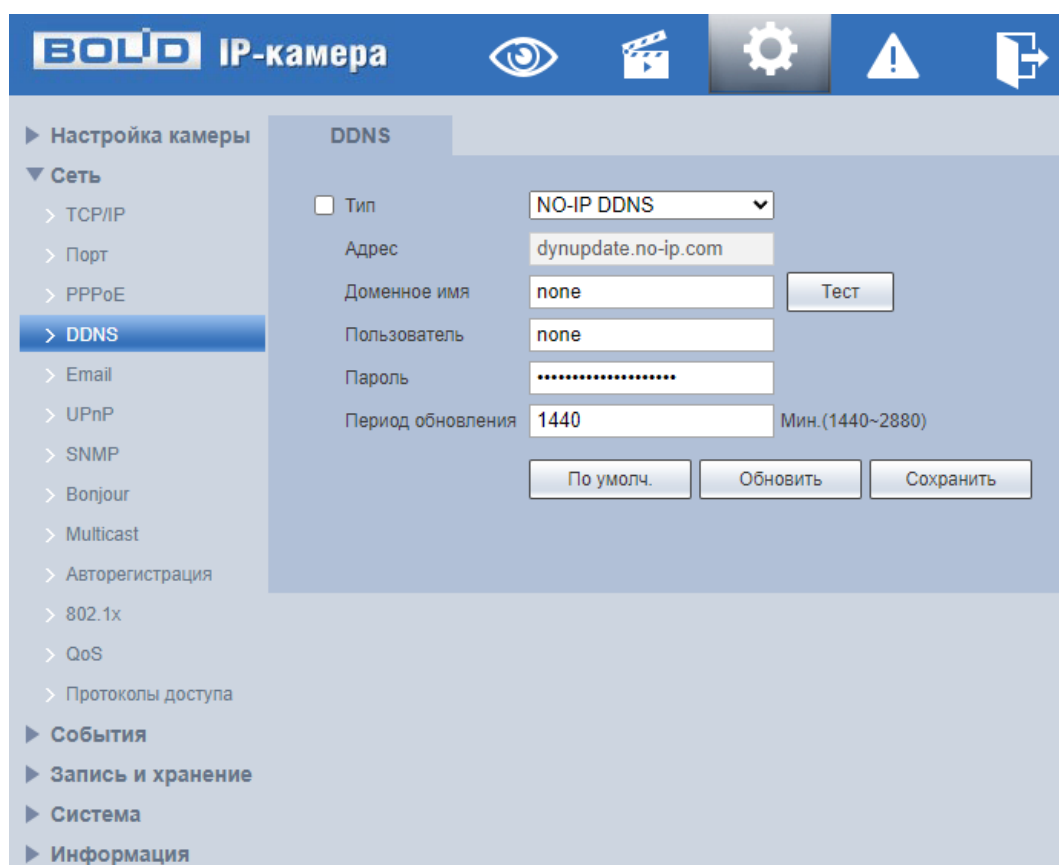 BOLID IP-камера
Настройка камеры
Сеть
TCP/IP
Порт
PPPoE
DDNS
Email
UPnP
SNMP
Bonjour
Multicast
Авторегистрация
802.1x
QoS
Протоколы доступа
События
Запись и хранение
Система
Информация
DDNS
Тип NO-IP DDNS
Адрес dynupdate.no-ip.com
Доменное имя none Тест
Пользователь none
Пароль ••••••••••••••••••••
Период обновления 1440 Мин.(1440~2880)
По умолч. Обновить Сохранить